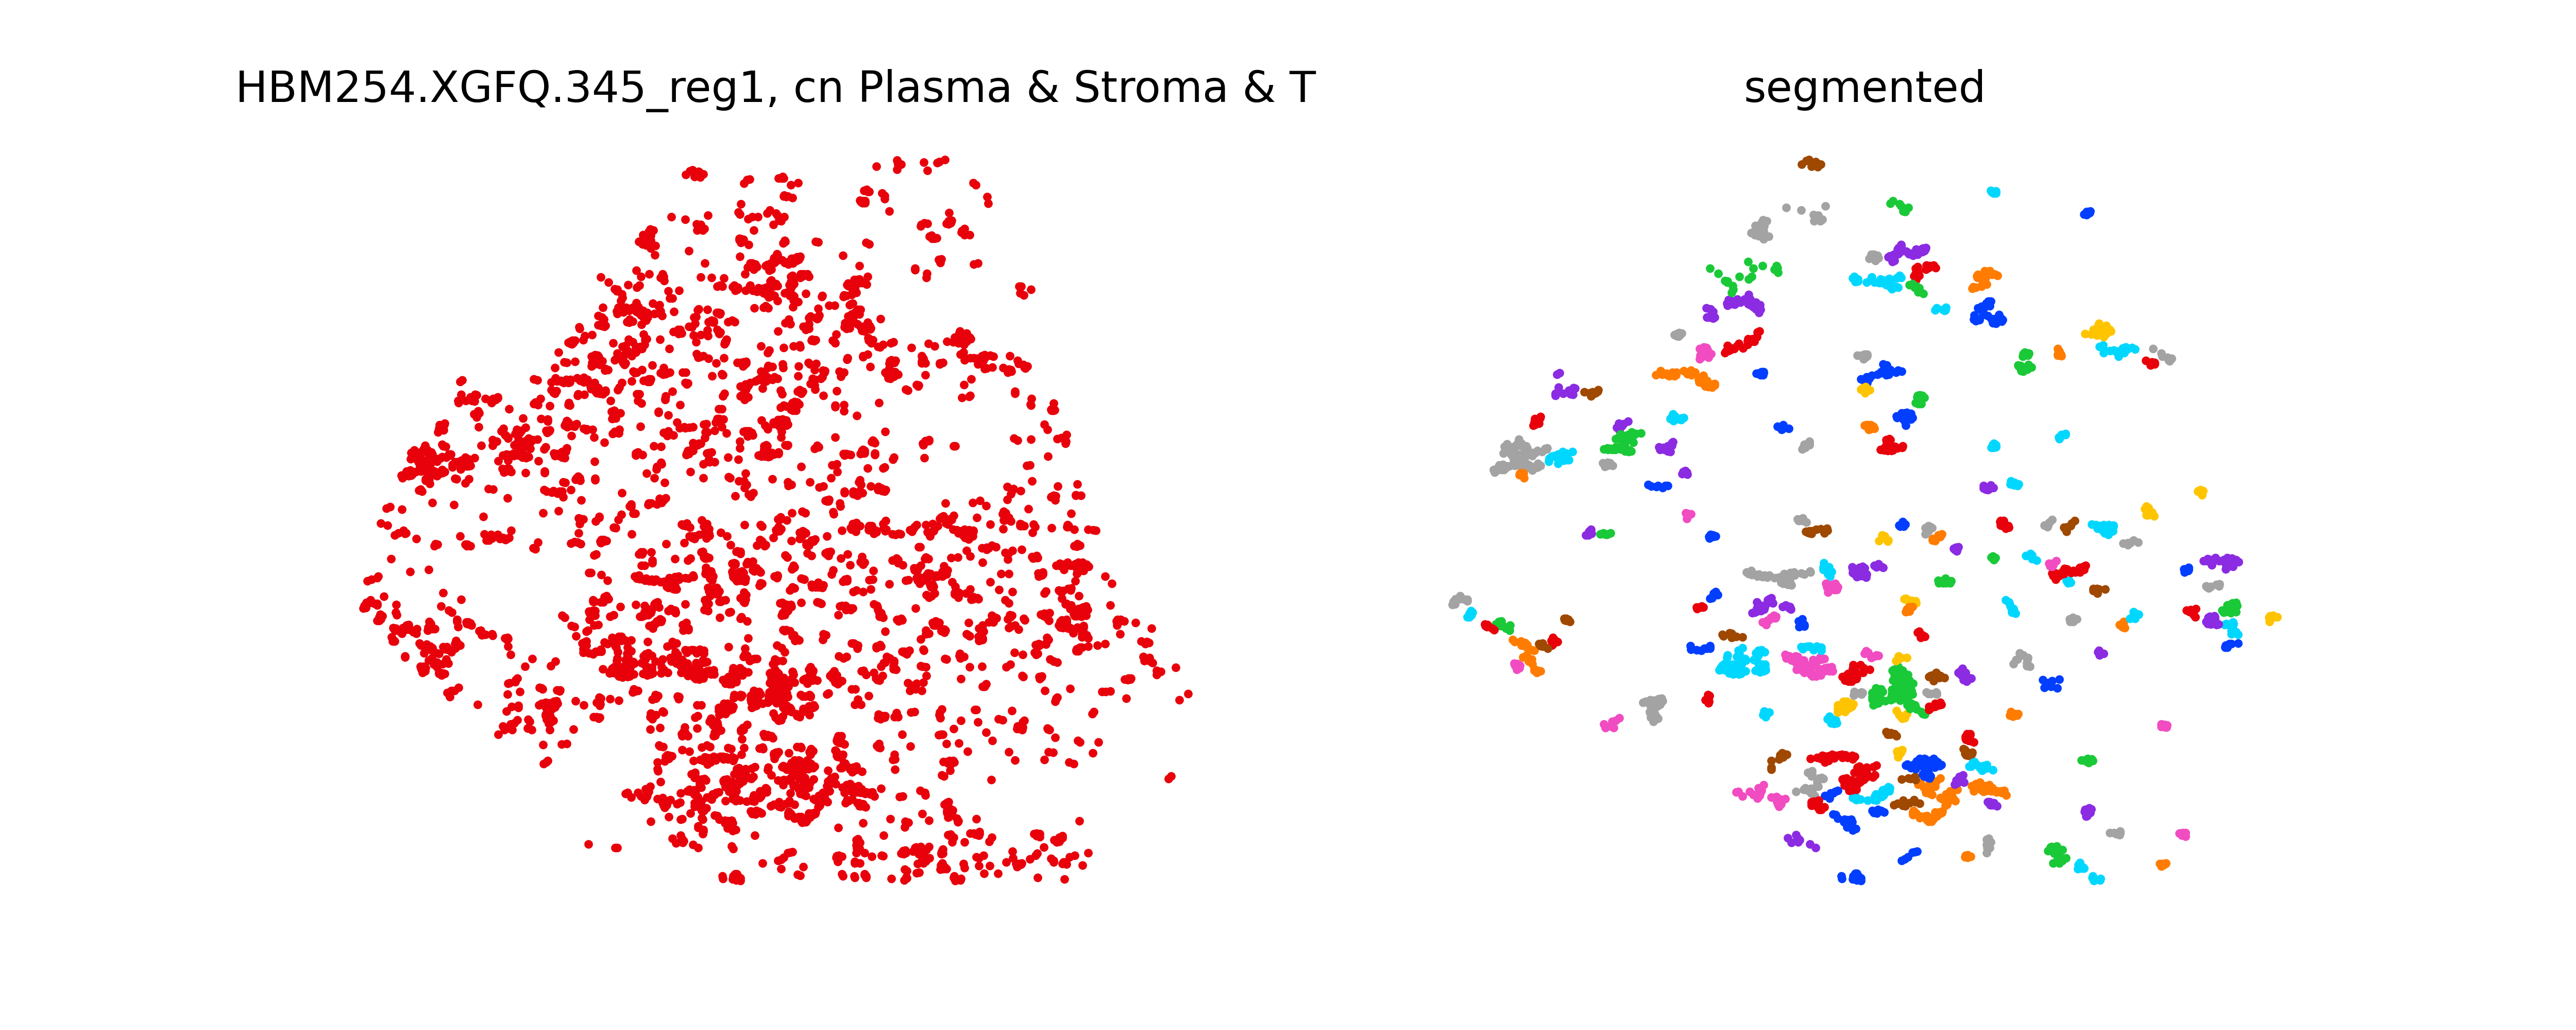 HBM254.XGFQ.345_reg1, cn Plasma & Stroma & T
segmented